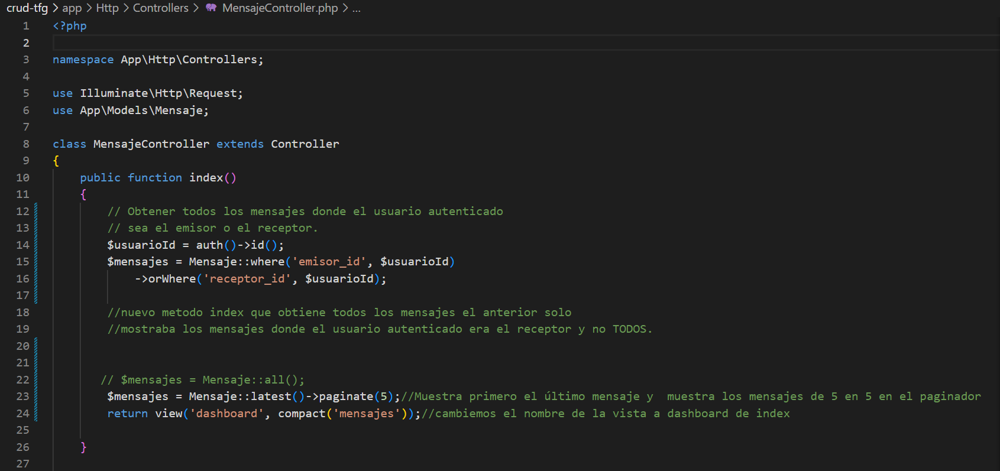 crud-tfg > app > Http > Controllers > MensajeController.php > ...
1 <?php
2
3 namespace App\Http\Controllers;
4
5 use Illuminate\Http\Request;
6 use App\Models\Mensaje;
7
8 class MensajeController extends Controller
9 {
10 public function index()
11 {
12 // Obtener todos los mensajes donde el usuario autenticado
13 // sea el emisor o el receptor.
14 $usuarioId = auth()->id();
15 $mensajes = Mensaje::where('emisor_id', $usuarioId)
16 ->orWhere('receptor_id', $usuarioId);
17
18 //nuevo metodo index que obtiene todos los mensajes el anterior solo
19 //mostraba los mensajes donde el usuario autenticado era el receptor y no TODOS.
20
21
22 // $mensajes = Mensaje::all();
23 $mensajes = Mensaje::latest()->paginate(5);//Muestra primero el último mensaje y  muestra los mensajes de 5 en 5 en el paginador
24 return view('dashboard', compact('mensajes'));//cambiemos el nombre de la vista a dashboard de index
25
26 }
27